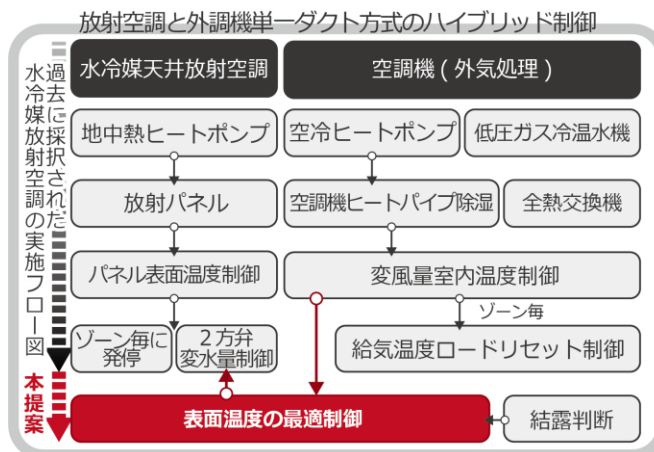 放射空調と外調機単一ダクト方式のハイブリッド制御
過去に採択された
水冷媒放射空調の実施フロー図
本提案
水冷媒天井放射空調
空調機 ( 外気処理 )
地中熱ヒートポンプ
空冷ヒートポンプ
低圧ガス冷温水機
放射パネル
空調機ヒートパイプ除湿
全熱交換機
パネル表面温度制御
変風量室内温度制御
ゾーン毎
ゾーン毎に
発停
2方弁
変水量制御
給気温度ロードリセット制御
表面温度の最適制御
結露判断